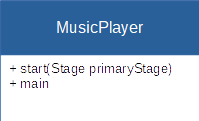 MusicPlayer
+ start(Stage primaryStage)
+ main